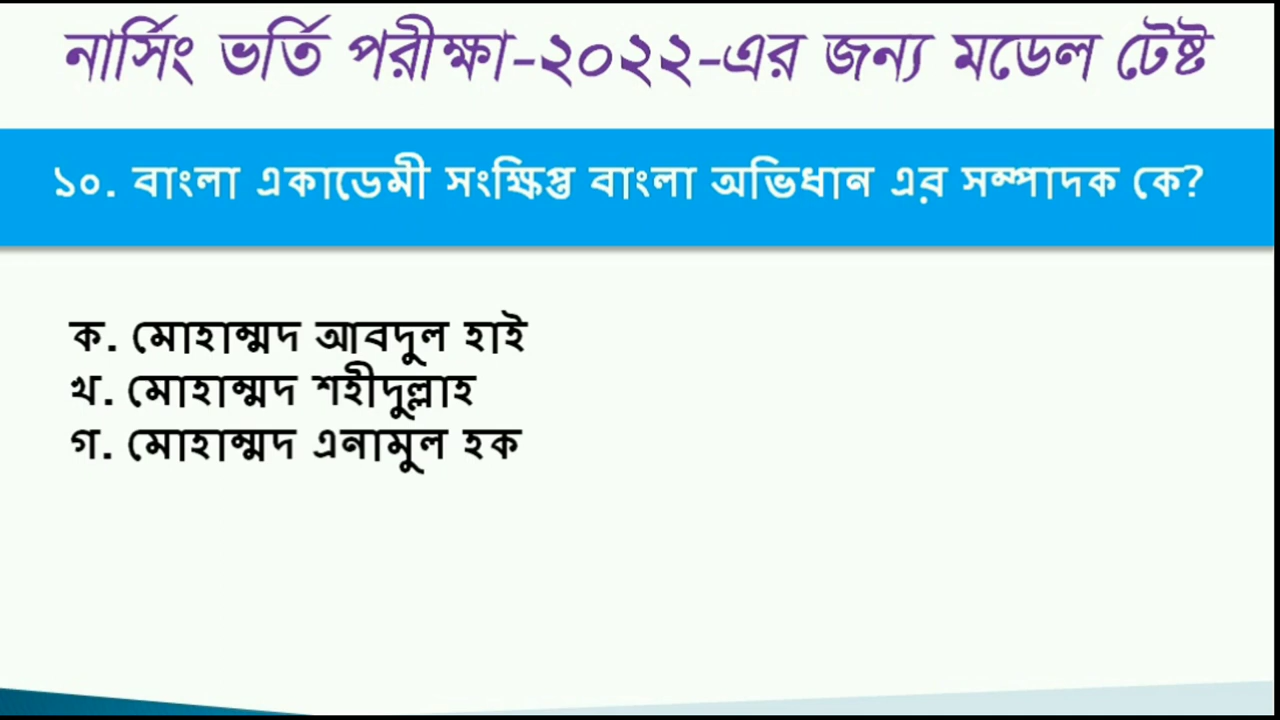 নার্সিং ভর্তি পরীক্ষা-২০২২-এর জন্য মডেল টেষ্ট
১০. বাংলা একাডেমী সংক্ষিপ্ত বাংলা অভিধান এর সম্পাদক কে?
ক. মোহাম্মদ আবদুল হাই
খ. মোহাম্মদ শহীদুল্লাহ
গ. মোহাম্মদ এনামুল হক